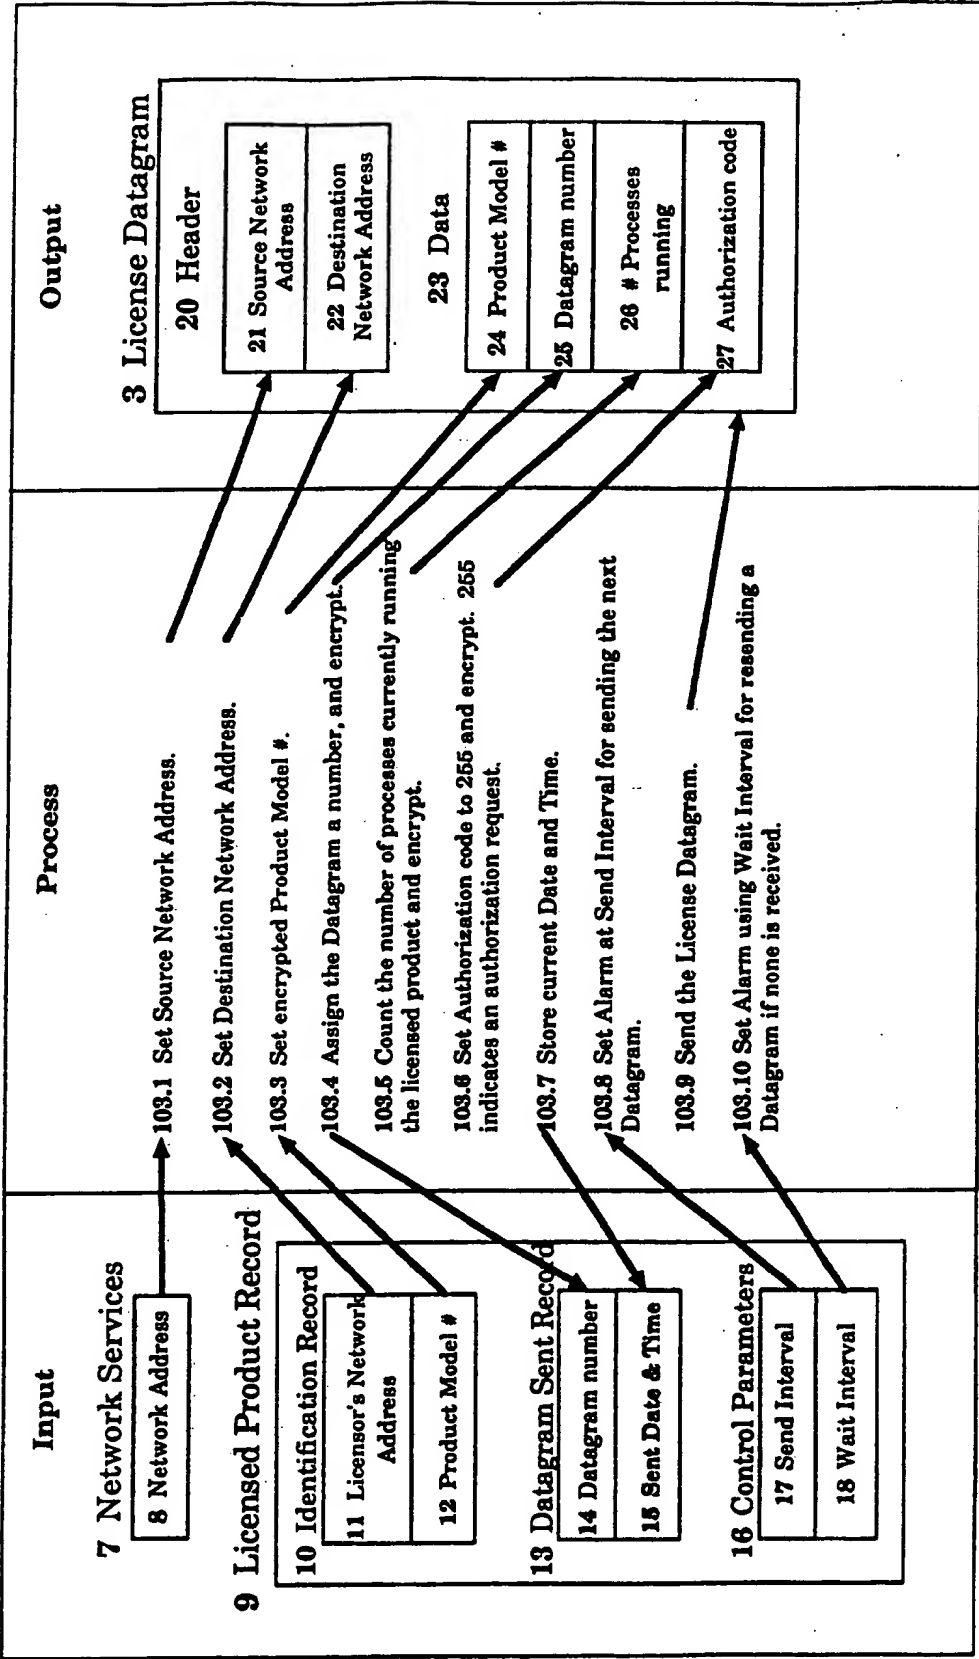 Input
7 Network Services
8 Network Address
9 Licensed Product Record
10 Identification Record
11 Licensor's Network
Address
12 Product Model #
13 Datagram Sent Record
14 Datagram number
15 Sent Date & Time
16 Control Parameters
17 Send Interval
18 Wait Interval
Process
103.1 Set Source Network Address.
103.2 Set Destination Network Address.
103.3 Set encrypted Product Model #.
103.4 Assign the Datagram a number, and encrypt.
103.5 Count the number of processes currently running
the licensed product and encrypt.
103.6 Set Authorization code to 255 and encrypt. 255
indicates an authorization request.
103.7 Store current Date and Time.
103.8 Set Alarm at Send Interval for sending the next
Datagram.
103.9 Send the License Datagram.
103.10 Set Alarm using Wait Interval for resending a
Datagram if none is received.
Output
3 License Datagram
20 Header
21 Source Network
Address
22 Destination
Network Address
23 Data
24 Product Model #
25 Datagram number
26 # Processes
running
27 Authorization code